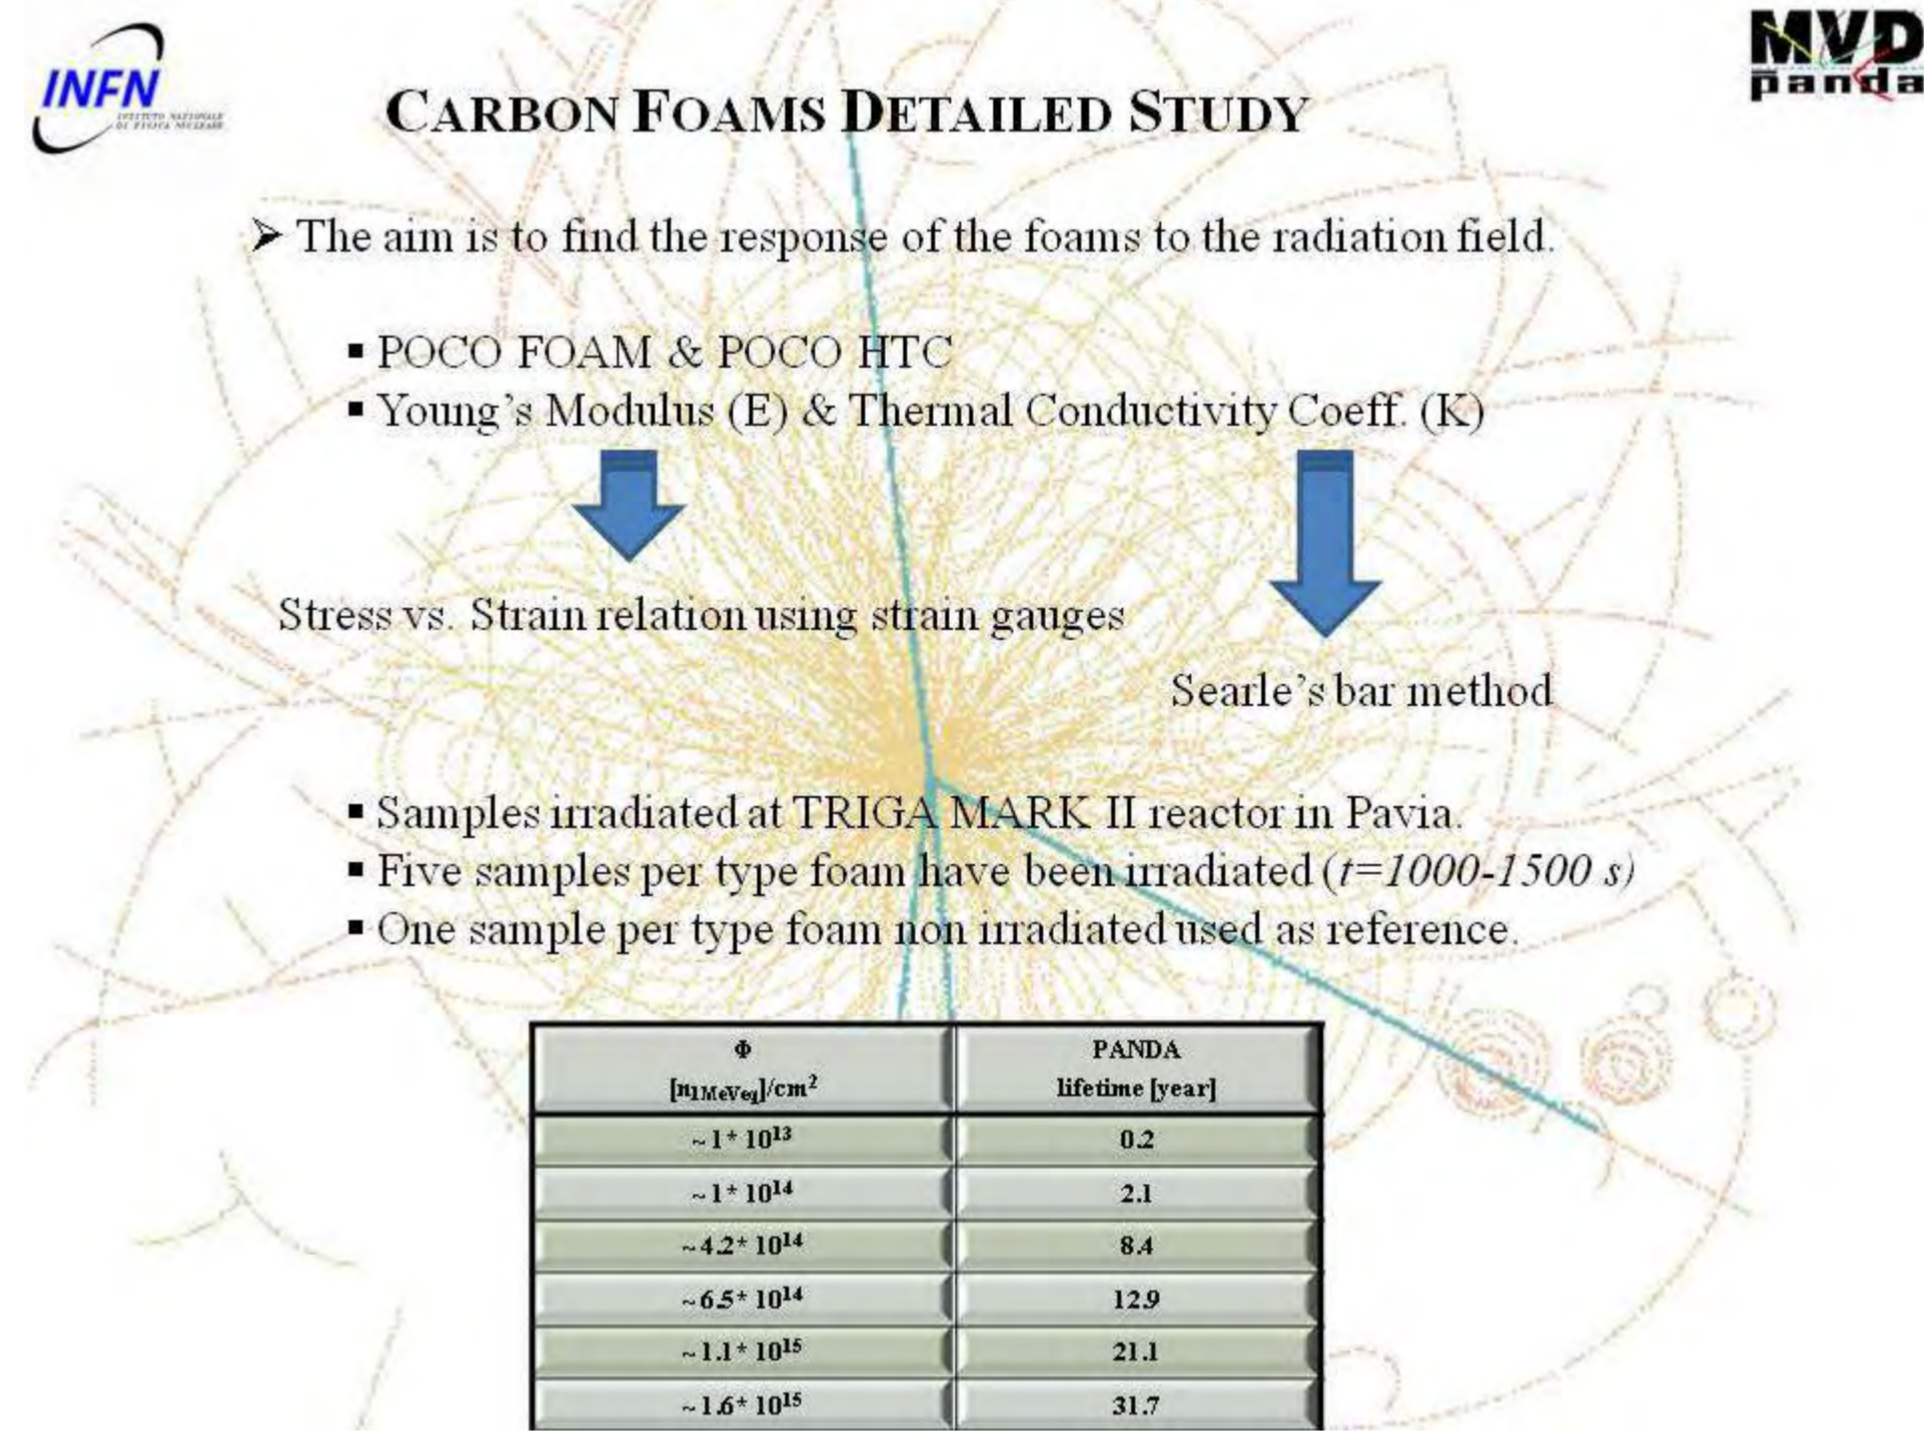 INFN
ISTITUTO NAZIONALE
DI FISICA NUCLEARE
MVD
panda
CARBON FOAMS DETAILED STUDY
➢ The aim is to find the response of the foams to the radiation field.
▪ POCO FOAM & POCO HTC
▪ Young's Modulus (E) & Thermal Conductivity Coeff. (K)
Stress vs. Strain relation using strain gauges
Searle's bar method
▪ Samples irradiated at TRIGA MARK II reactor in Pavia.
▪ Five samples per type foam have been irradiated (t=1000-1500 s)
▪ One sample per type foam non irradiated used as reference.
Φ [n1MeVeq]/cm² PANDA lifetime [year]
~1* 10¹³ 0.2
~1* 10¹⁴ 2.1
~4.2* 10¹⁴ 8.4
~6.5* 10¹⁴ 12.9
~1.1* 10¹⁵ 21.1
~1.6* 10¹⁵ 31.7